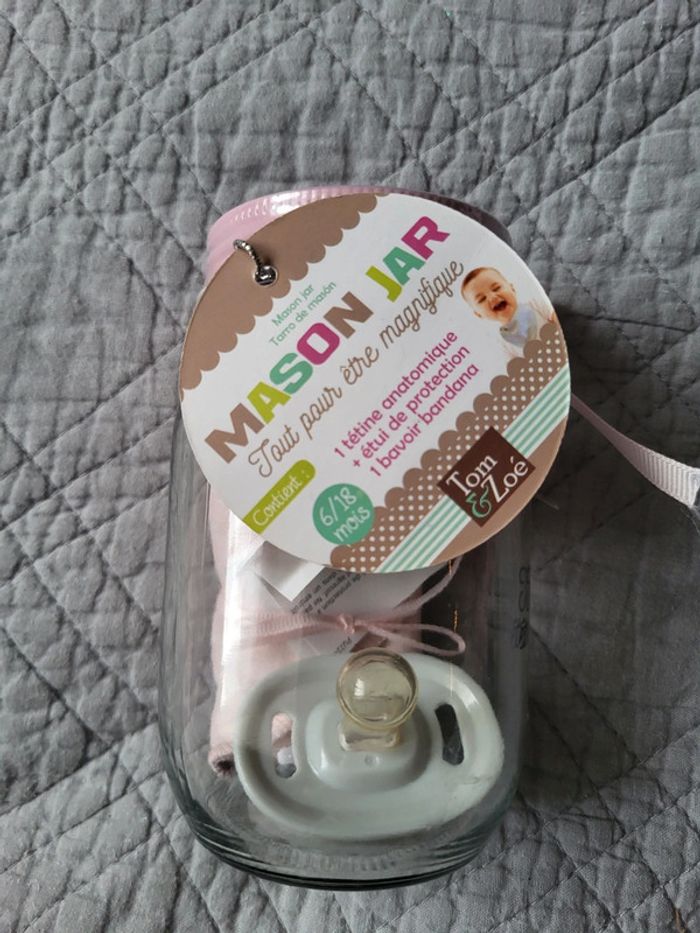 Mason jar
Tarro de masón
MASON JAR
Tout pour être magnifique
Contient :
1 tétine anatomique
+ étui de protection
1 bavoir bandana
6/18
mois
Tom
& Zoé